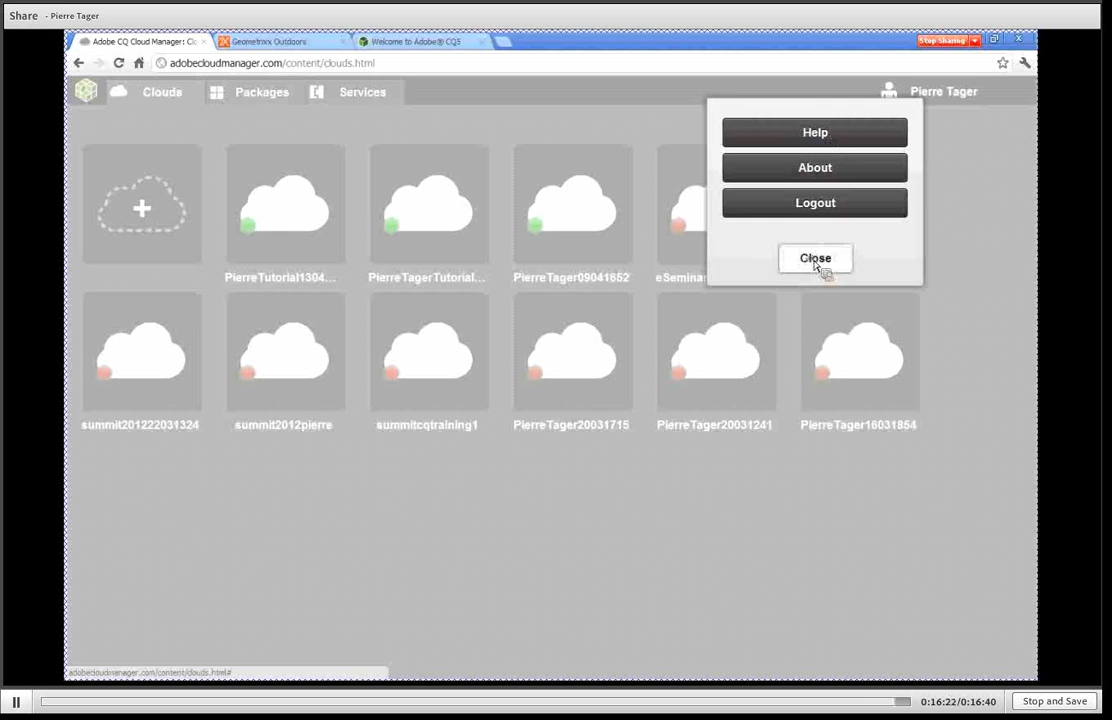 Share - Pierre Tager
Adobe CQ Cloud Manager: Clo
Geometrixx Outdoors
Welcome to Adobe® CQ5
Stop Sharing
adobecloudmanager.com/content/clouds.html
Clouds
Packages
Services
Pierre Tager
Help
About
Logout
Close
PierreTutorial1304...
PierreTagerTutorial...
PierreTager09041652
eSeminar
summit201222031324
summit2012pierre
summitcqtraining1
PierreTager20031715
PierreTager20031241
PierreTager16031854
adobecloudmanager.com/content/clouds.html#
0:16:22/0:16:40
Stop and Save